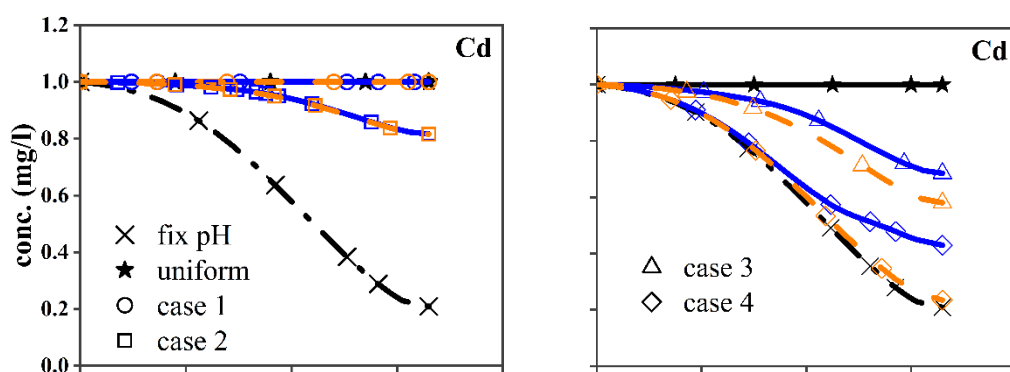 1.2
Cd
Cd
1.0
0.8
0.6
0.4
0.2
0.0
conc. (mg/l)
fix pH
uniform
case 1
case 2
case 3
case 4